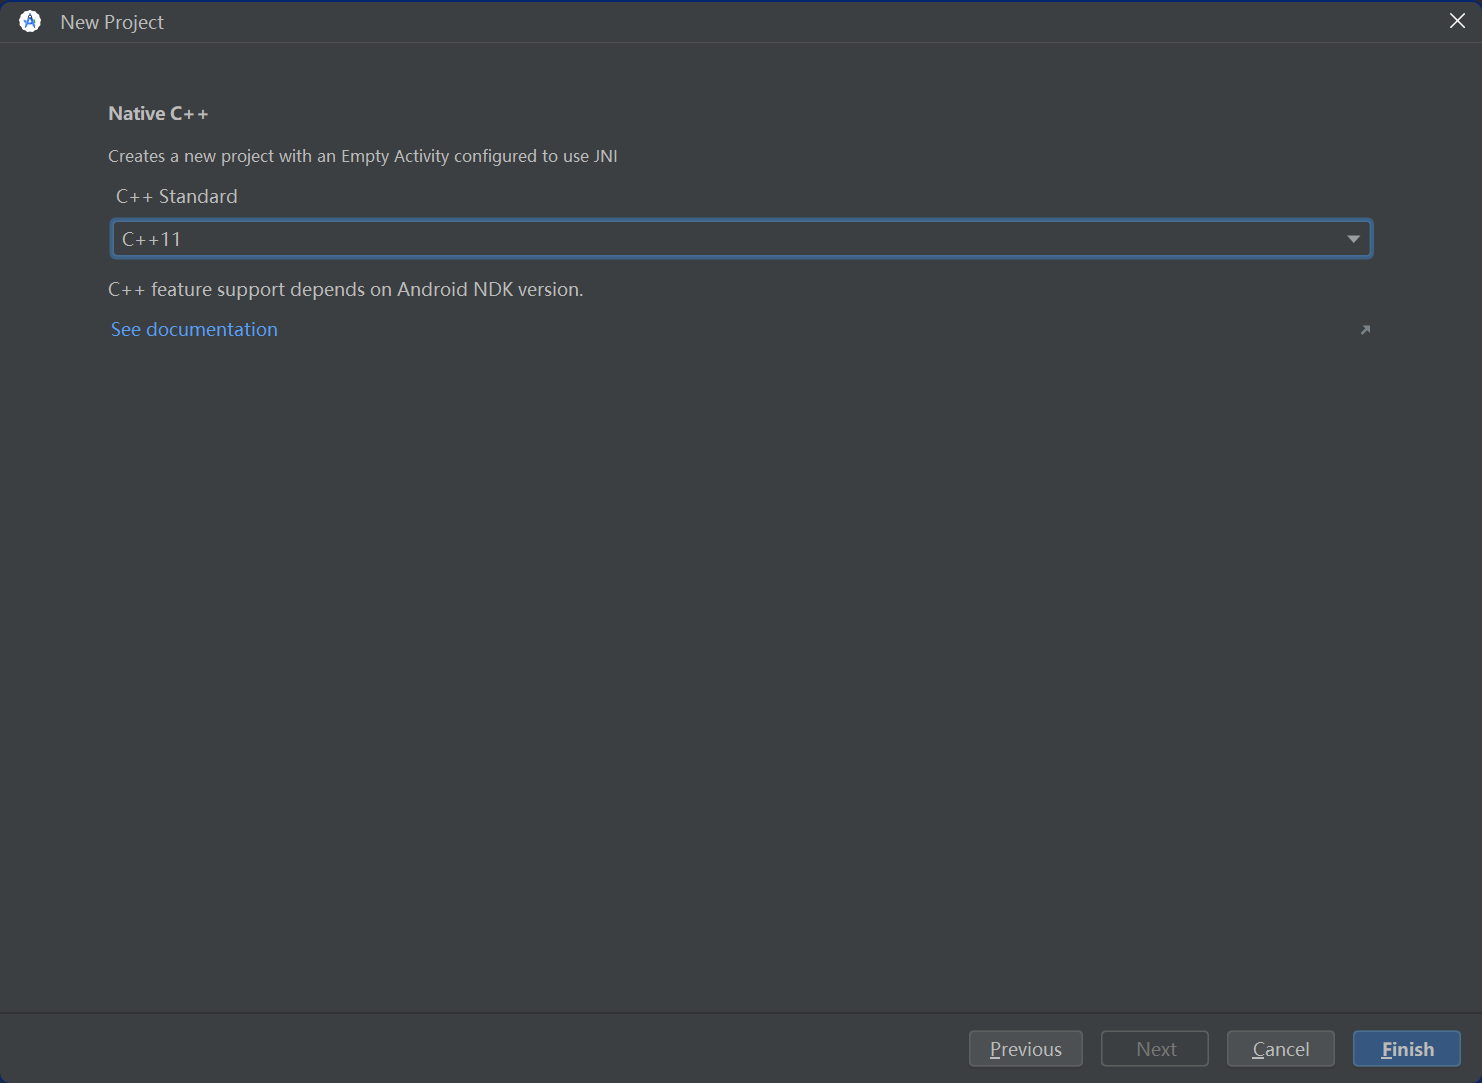 New Project
Native C++
Creates a new project with an Empty Activity configured to use JNI
C++ Standard
C++11
C++ feature support depends on Android NDK version.
See documentation
Previous
Next
Cancel
Finish